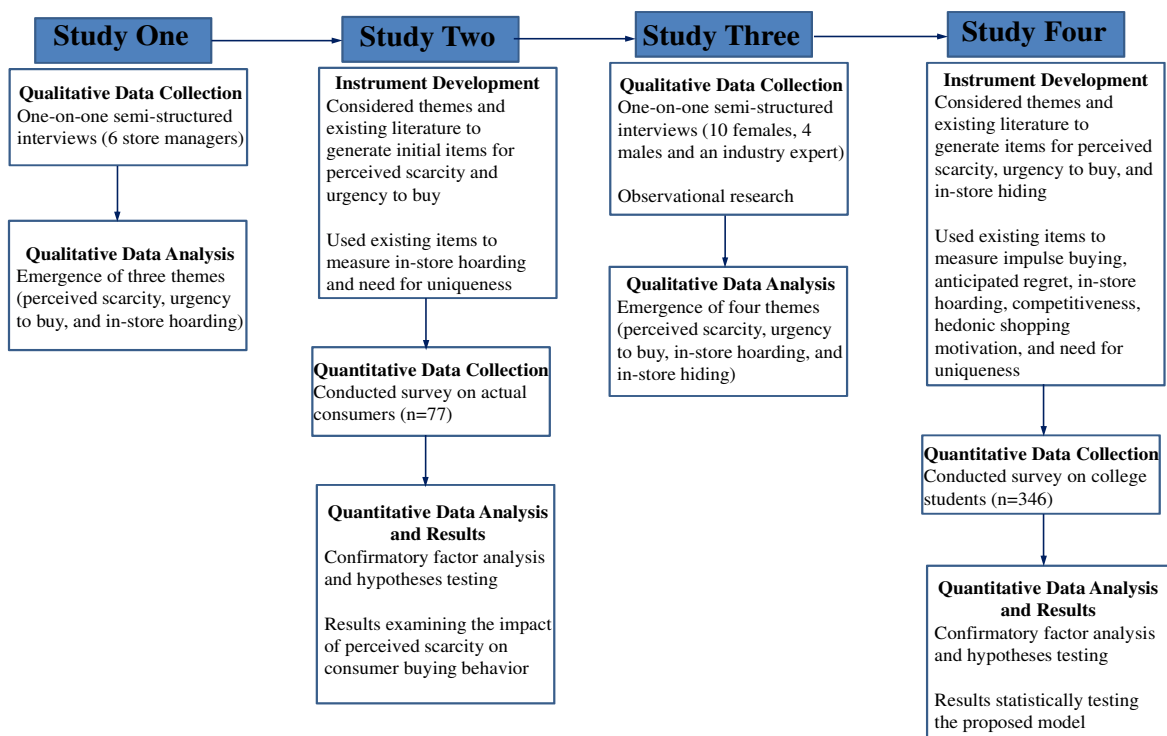 Study One
Qualitative Data Collection
One-on-one semi-structured
interviews (6 store managers)
Qualitative Data Analysis
Emergence of three themes
(perceived scarcity, urgency
to buy, and in-store hoarding)
Study Two
Instrument Development
Considered themes and
existing literature to
generate initial items for
perceived scarcity and
urgency to buy
Used existing items to
measure in-store hoarding
and need for uniqueness
Quantitative Data Collection
Conducted survey on actual
consumers (n=77)
Quantitative Data Analysis
and Results
Confirmatory factor analysis
and hypotheses testing
Results examining the impact
of perceived scarcity on
consumer buying behavior
Study Three
Qualitative Data Collection
One-on-one semi-structured
interviews (10 females, 4
males and an industry expert)
Observational research
Qualitative Data Analysis
Emergence of four themes
(perceived scarcity, urgency
to buy, in-store hoarding, and
in-store hiding)
Study Four
Instrument Development
Considered themes and
existing literature to
generate items for perceived
scarcity, urgency to buy, and
in-store hiding
Used existing items to
measure impulse buying,
anticipated regret, in-store
hoarding, competitiveness,
hedonic shopping
motivation, and need for
uniqueness
Quantitative Data Collection
Conducted survey on college
students (n=346)
Quantitative Data Analysis
and Results
Confirmatory factor analysis
and hypotheses testing
Results statistically testing
the proposed model